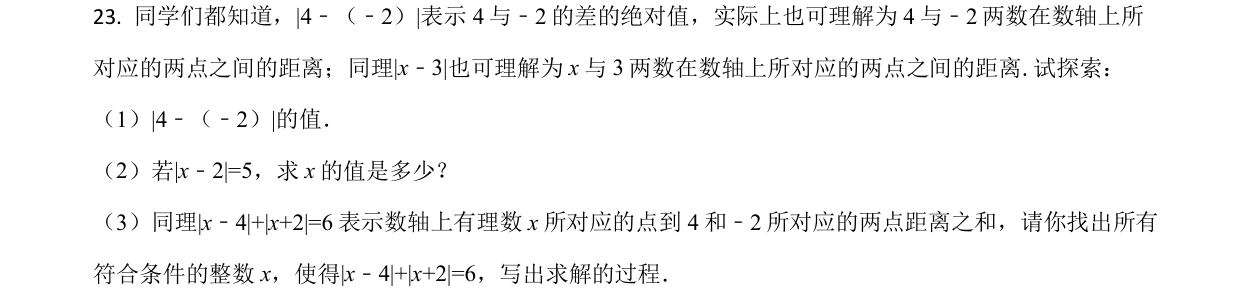 23. 同学们都知道，|4﹣（﹣2）|表示 4 与﹣2 的差的绝对值，实际上也可理解为 4 与﹣2 两数在数轴上所
对应的两点之间的距离；同理|x﹣3|也可理解为 x 与 3 两数在数轴上所对应的两点之间的距离. 试探索：
（1）|4﹣（﹣2）|的值．
（2）若|x﹣2|=5，求 x 的值是多少？
（3）同理|x﹣4|+|x+2|=6 表示数轴上有理数 x 所对应的点到 4 和﹣2 所对应的两点距离之和，请你找出所有
符合条件的整数 x，使得|x﹣4|+|x+2|=6，写出求解的过程．